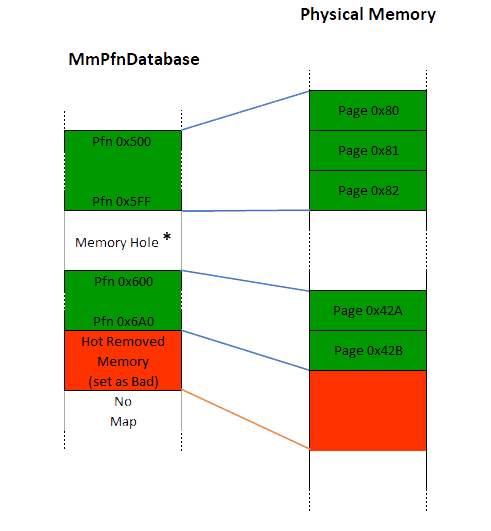 Physical Memory
MmPfnDatabase
Pfn 0x500
Pfn 0x5FF
Memory Hole *
Pfn 0x600
Pfn 0x6A0
Hot Removed
Memory
(set as Bad)
No
Map
Page 0x80
Page 0x81
Page 0x82
Page 0x42A
Page 0x42B